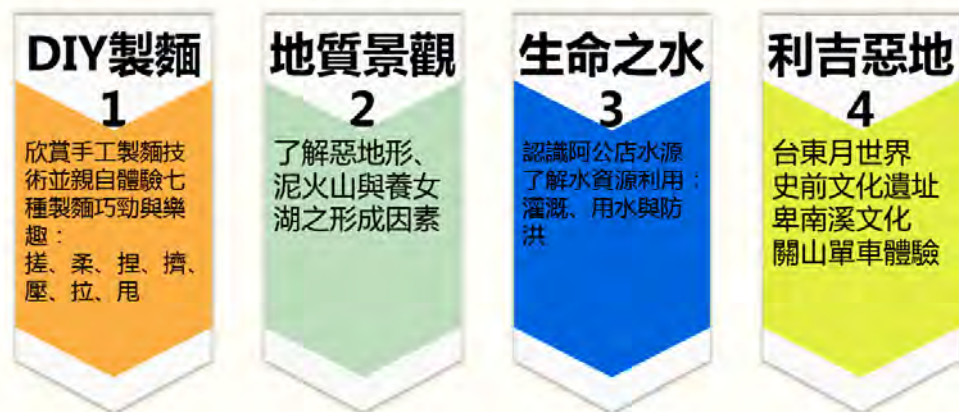 DIY製麵
1
欣賞手工製麵技
術並親自體驗七
種製麵巧勁與樂
趣：
搓、柔、捏、擠、
壓、拉、甩
地質景觀
2
了解惡地形、
泥火山與養女
湖之形成因素
生命之水
3
認識阿公店水源
了解水資源利用：
灌溉、用水與防
洪
利吉惡地
4
台東月世界
史前文化遺址
卑南溪文化
關山單車體驗